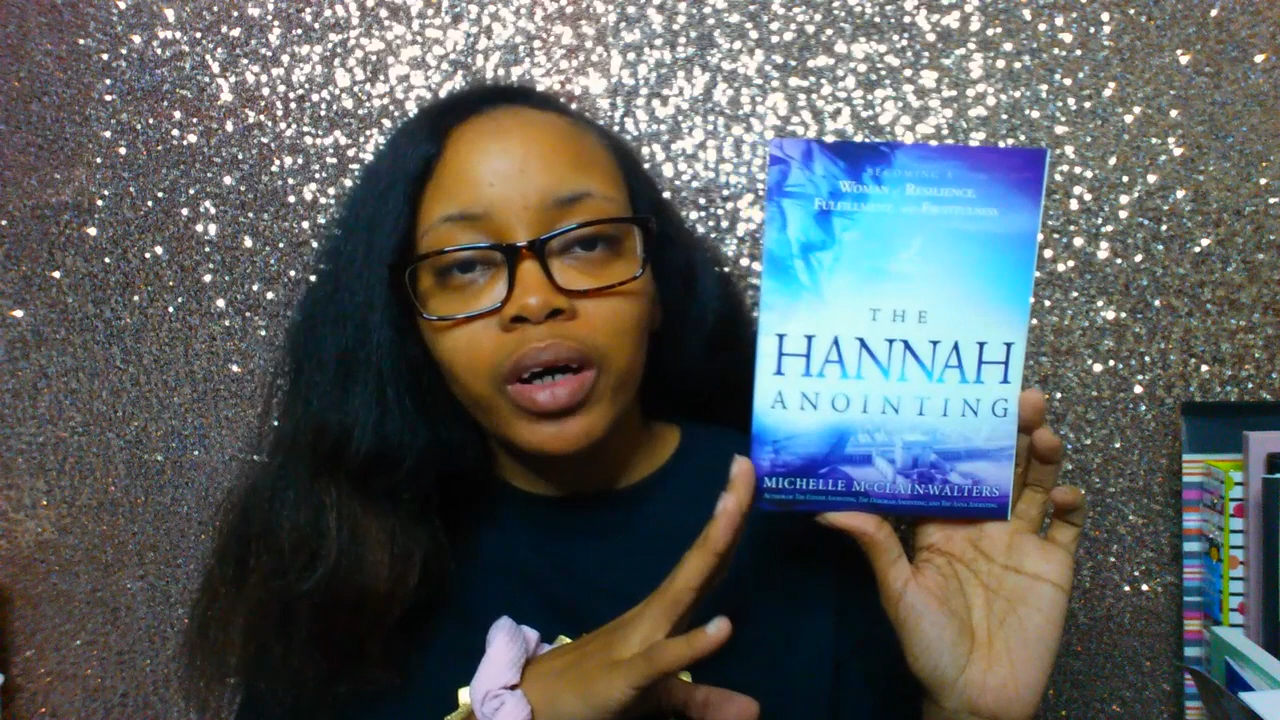 BECOMING A
WOMAN of RESILIENCE,
FULFILLMENT, and FRUITFULNESS
THE
HANNAH
ANOINTING
MICHELLE McCLAIN-WALTERS
AUTHOR OF THE ESTHER ANOINTING, THE DEBORAH ANOINTING, AND THE ANNA ANOINTING